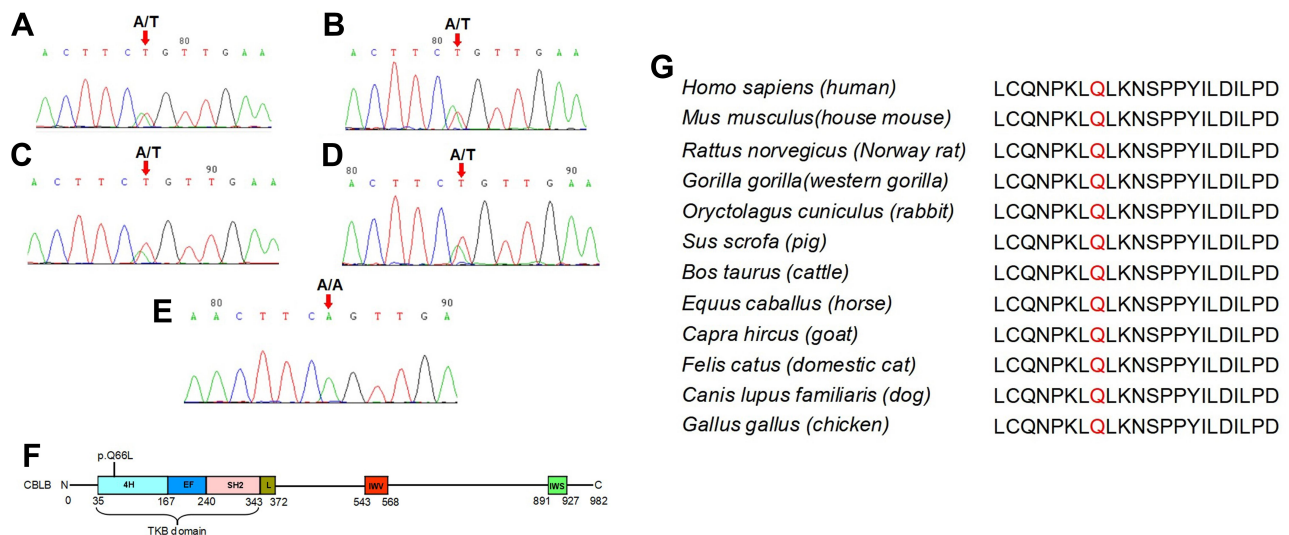 A
A/T
80
A C T T C T G T T G A A
B
A/T
80
A C T T C T G T T G A A
C
A/T
90
A C T T C T G T T G A A
D
A/T
80 90
A C T T C T G T T G A A
E
A/A
80 90
A A C T T C A G T T G A
F
p.Q66L
CBLB N 4H EF SH2 L IWV IWS C
0 35 167 240 343 372 543 568 891 927 982
TKB domain
G
Homo sapiens (human) LCQNPKLQLKNSPPYILDILPD
Mus musculus(house mouse) LCQNPKLQLKNSPPYILDILPD
Rattus norvegicus (Norway rat) LCQNPKLQLKNSPPYILDILPD
Gorilla gorilla(western gorilla) LCQNPKLQLKNSPPYILDILPD
Oryctolagus cuniculus (rabbit) LCQNPKLQLKNSPPYILDILPD
Sus scrofa (pig) LCQNPKLQLKNSPPYILDILPD
Bos taurus (cattle) LCQNPKLQLKNSPPYILDILPD
Equus caballus (horse) LCQNPKLQLKNSPPYILDILPD
Capra hircus (goat) LCQNPKLQLKNSPPYILDILPD
Felis catus (domestic cat) LCQNPKLQLKNSPPYILDILPD
Canis lupus familiaris (dog) LCQNPKLQLKNSPPYILDILPD
Gallus gallus (chicken) LCQNPKLQLKNSPPYILDILPD